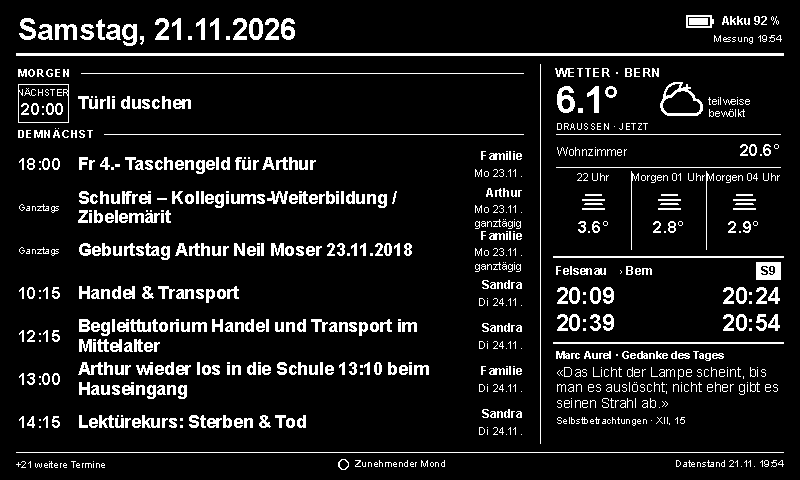 Samstag, 21.11.2026
Akku 92 %
Messung 19:54
MORGEN
NÄCHSTER
20:00 Türli duschen
DEMNÄCHST
18:00 Fr 4.- Taschengeld für Arthur Familie
Mo 23.11.
Ganztags Schulfrei – Kollegiums-Weiterbildung / Zibelemärit
Arthur
Mo 23.11.
ganztägig
Ganztags Geburtstag Arthur Neil Moser 23.11.2018
Familie
Mo 23.11.
ganztägig
10:15 Handel & Transport
Sandra
Di 24.11.
12:15 Begleittutorium Handel und Transport im
Mittelalter
Sandra
Di 24.11.
13:00 Arthur wieder los in die Schule 13:10 beim
Hauseingang
Familie
Di 24.11.
14:15 Lektürekurs: Sterben & Tod
Sandra
Di 24.11.
WETTER · BERN
6.1°
teilweise
bewölkt
DRAUSSEN · JETZT
Wohnzimmer 20.6°
22 Uhr Morgen 01 Uhr Morgen 04 Uhr
3.6° 2.8° 2.9°
Felsenau → Bern S9
20:09 20:24
20:39 20:54
Marc Aurel · Gedanke des Tages
«Das Licht der Lampe scheint, bis
man es auslöscht; nicht eher gibt es
seinen Strahl ab.»
Selbstbetrachtungen · XII, 15
+21 weitere Termine
Zunehmender Mond
Datenstand 21.11. 19:54